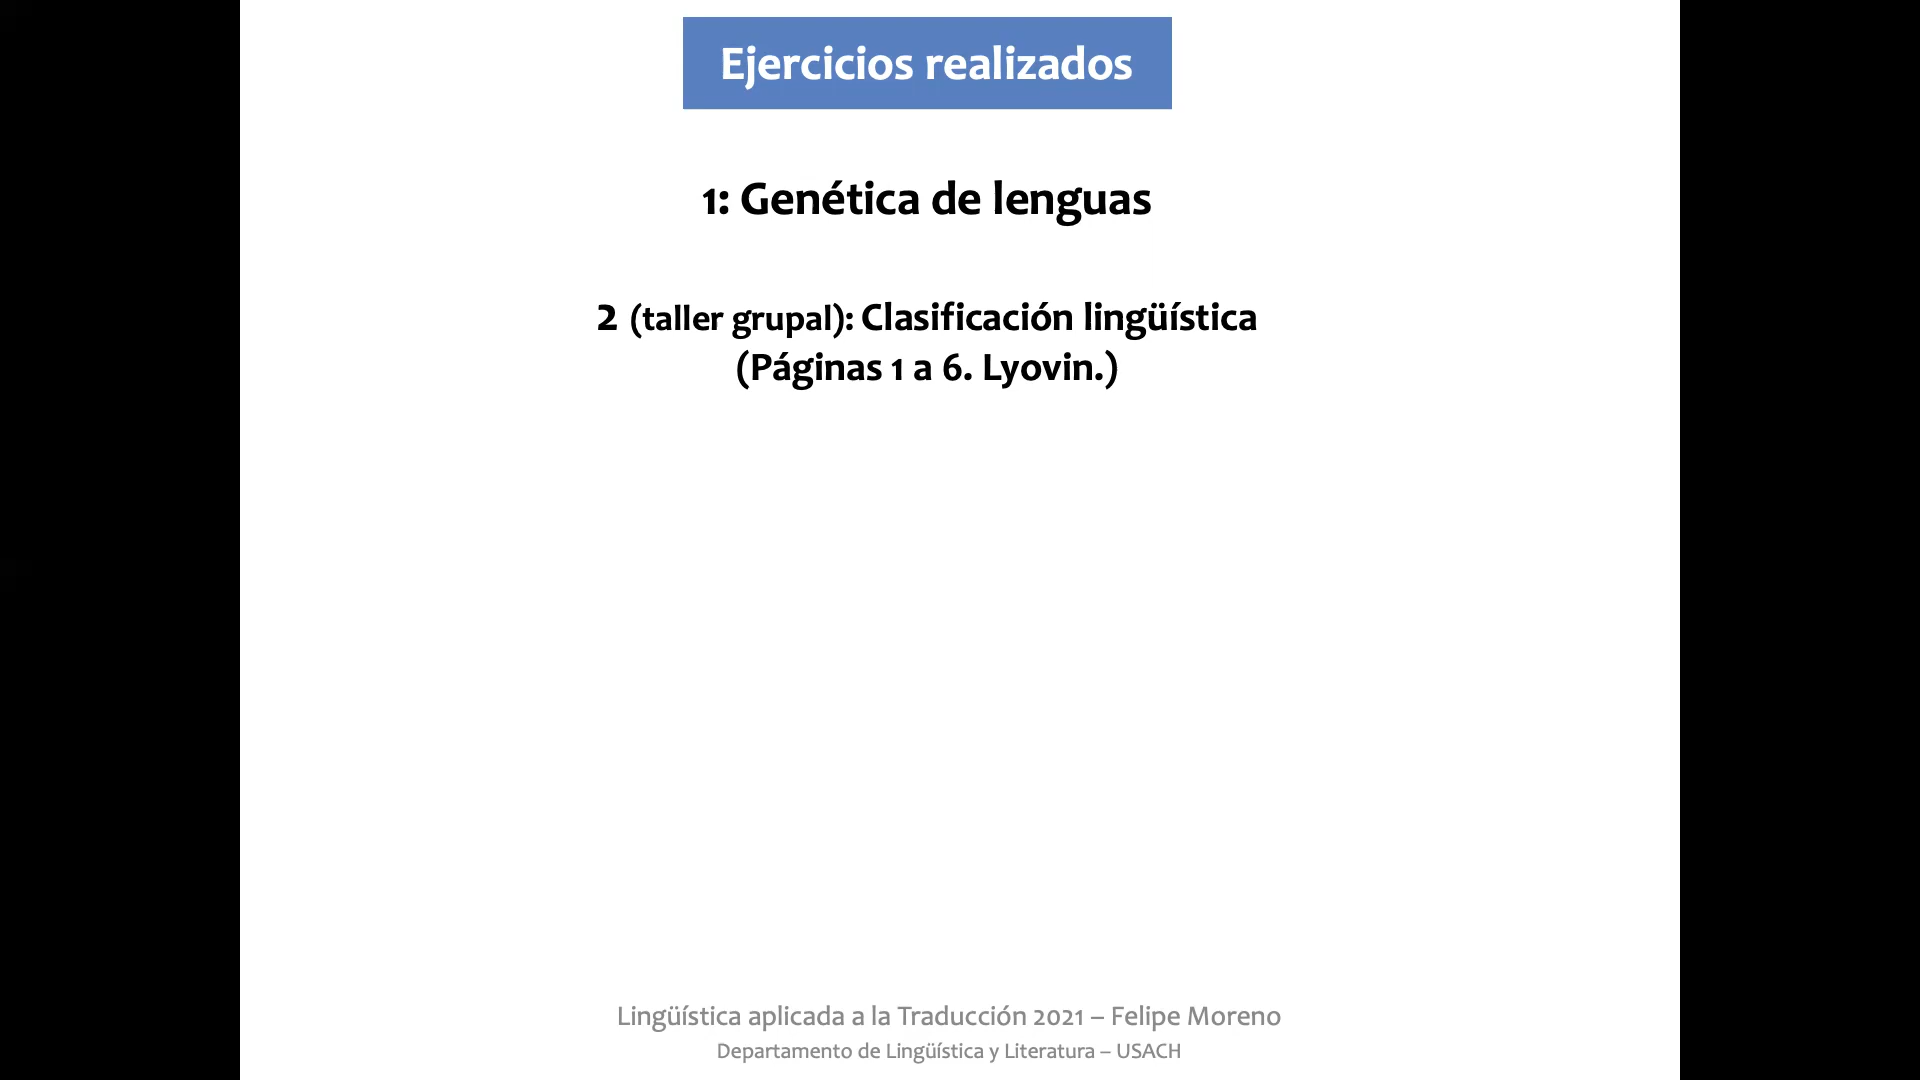 Ejercicios realizados
1: Genética de lenguas
2 (taller grupal): Clasificación lingüística
(Páginas 1 a 6. Lyovin.)
Lingüística aplicada a la Traducción 2021 – Felipe Moreno
Departamento de Lingüística y Literatura – USACH